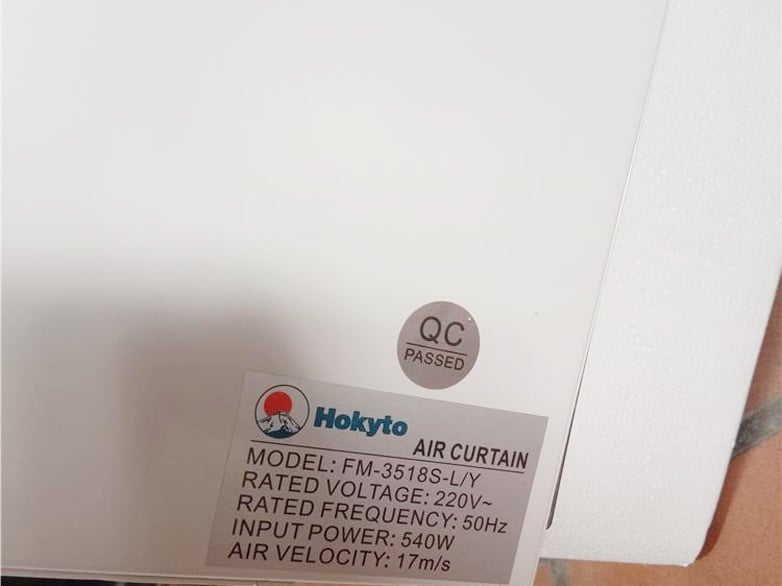 QC
PASSED
Hokyto
AIR CURTAIN
MODEL: FM-3518S-L/Y
RATED VOLTAGE: 220V~
RATED FREQUENCY: 50Hz
INPUT POWER: 540W
AIR VELOCITY: 17m/s